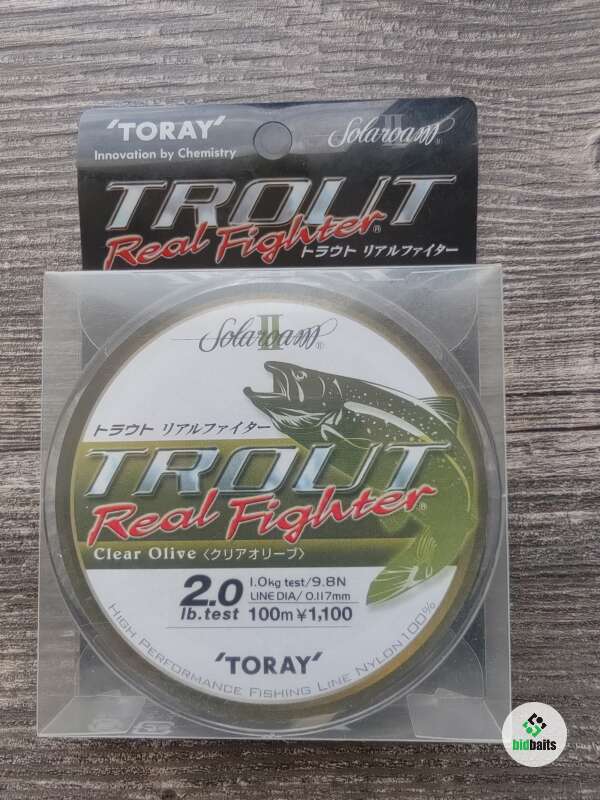 'TORAY'
Innovation by Chemistry
Solaroam II®
TROUT
Real Fighter®
トラウト リアルファイター
Solaroam II®
トラウト リアルファイター
TROUT
Real Fighter®
Clear Olive〈クリアオリーブ〉
2.0 lb.test
1.0kg test/9.8N
LINE DIA/0.117mm
100m ¥1,100
'TORAY'
HIGH PERFORMANCE FISHING LINE NYLON100%
bidbaits